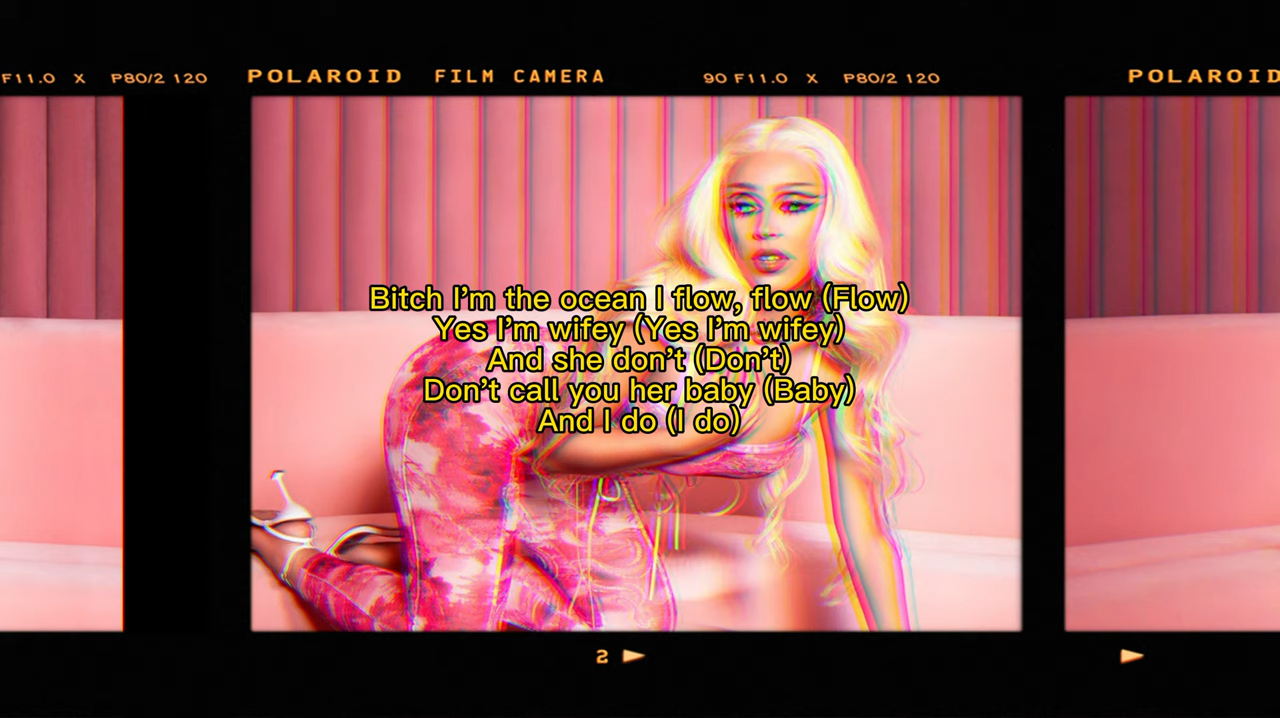 F11.0 X P80/2 120 POLAROID FILM CAMERA 90 F11.0 X P80/2 120 POLAROID
Bitch I'm the ocean I flow, flow (Flow)
Yes I'm wifey (Yes I'm wifey)
And she don't (Don't)
Don't call you her baby (Baby)
And I do (I do)
2